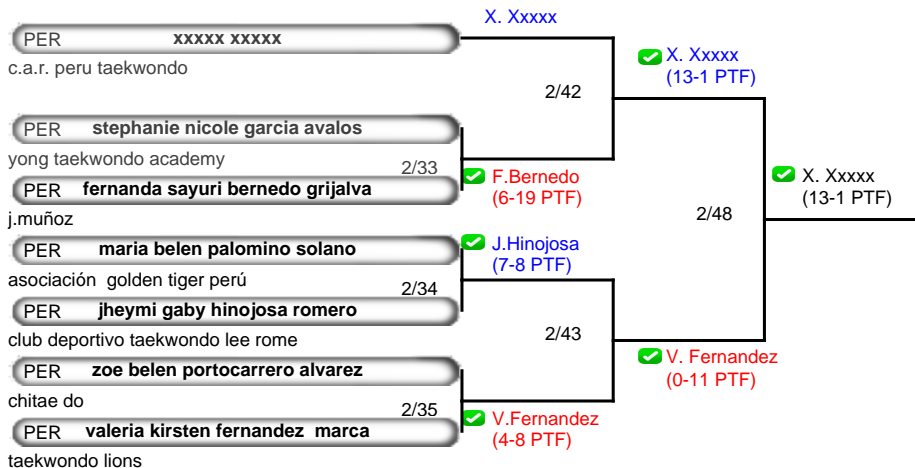 X. Xxxxx
PER xxxxx xxxxx
c.a.r. peru taekwondo
X. Xxxxx
(13-1 PTF)
2/42
PER stephanie nicole garcia avalos
yong taekwondo academy
2/33
F.Bernedo
(6-19 PTF)
PER fernanda sayuri bernedo grijalva
j.muñoz
X. Xxxxx
(13-1 PTF)
2/48
PER maria belen palomino solano
asociación golden tiger perú
J.Hinojosa
(7-8 PTF)
2/34
PER jheymi gaby hinojosa romero
club deportivo taekwondo lee rome
2/43
V. Fernandez
(0-11 PTF)
PER zoe belen portocarrero alvarez
chitae do
2/35
V.Fernandez
(4-8 PTF)
PER valeria kirsten fernandez marca
taekwondo lions